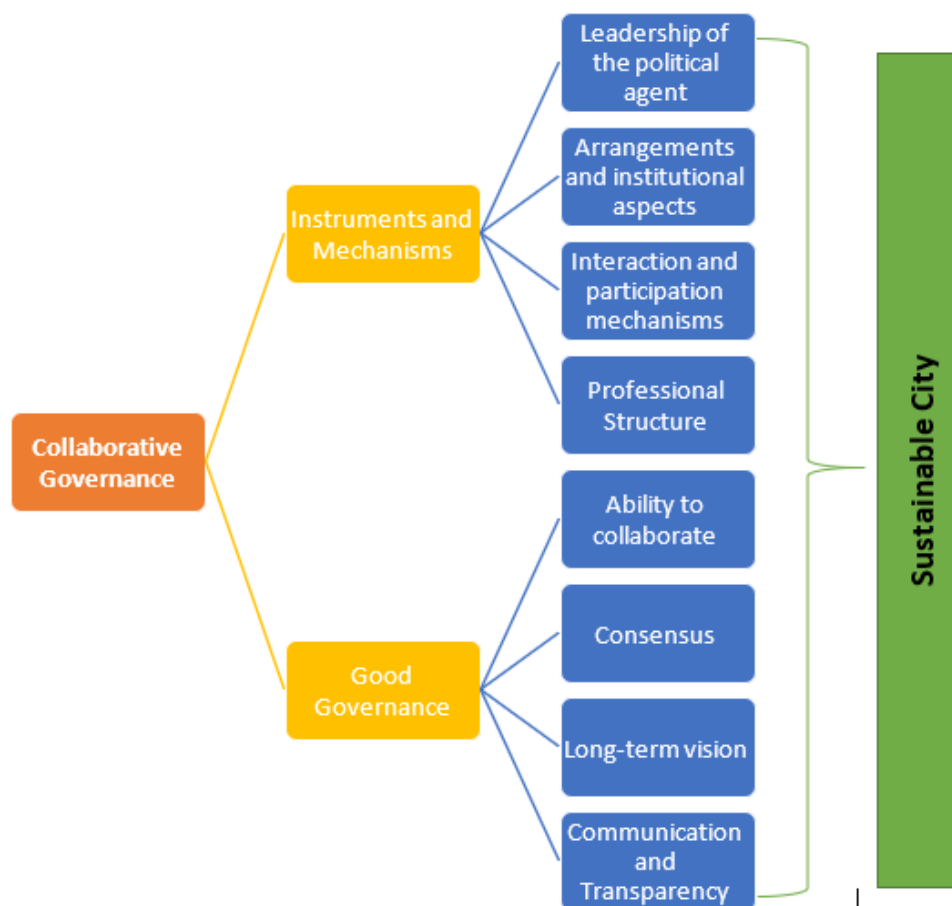 Leadership of
the political
agent
Arrangements
and institutional
aspects
Instruments and
Mechanisms
Interaction and
participation
mechanisms
Professional
Structure
Collaborative
Governance
Ability to
collaborate
Consensus
Good
Governance
Long-term vision
Communication
and
Transparency
Sustainable City